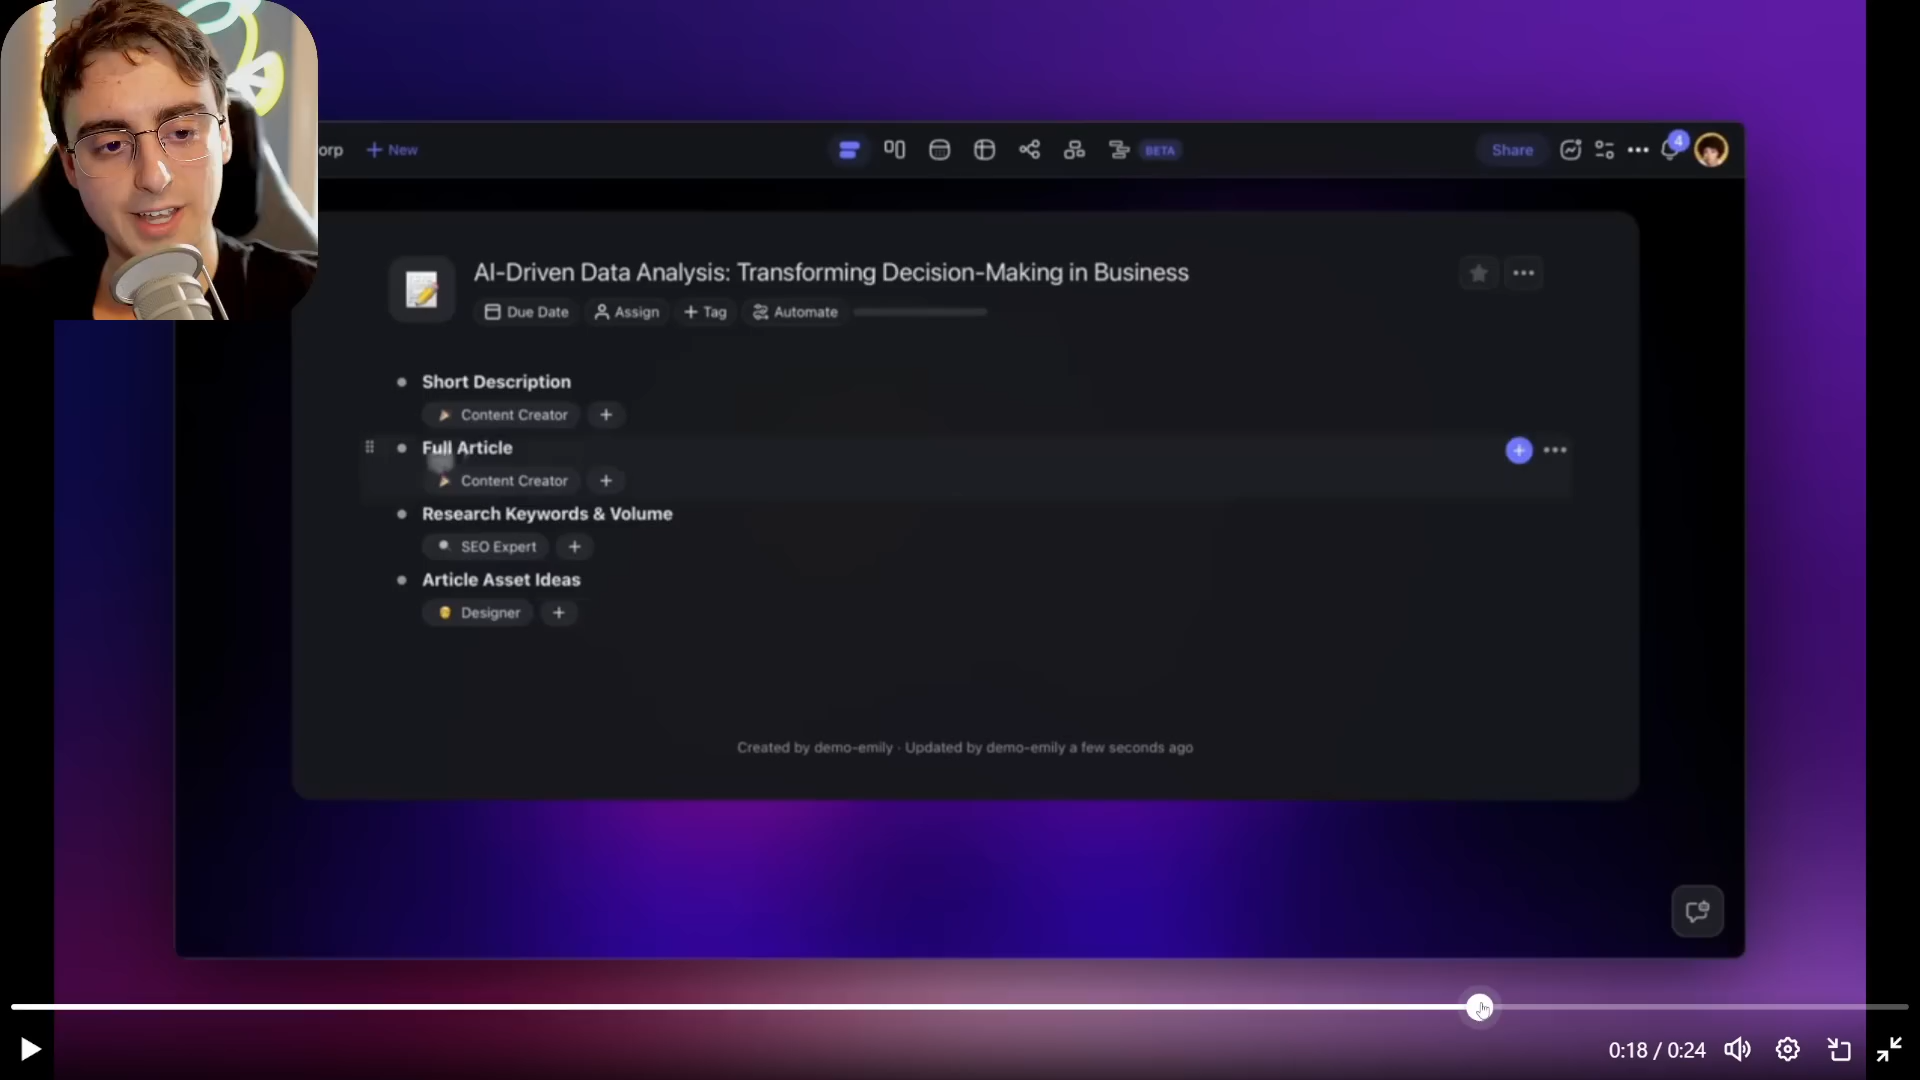 orp + New BETA Share 4
AI-Driven Data Analysis: Transforming Decision-Making in Business
Due Date Assign + Tag Automate
Short Description
Content Creator +
Full Article
Content Creator +
Research Keywords & Volume
SEO Expert +
Article Asset Ideas
Designer +
Created by demo-emily · Updated by demo-emily a few seconds ago
0:18 / 0:24